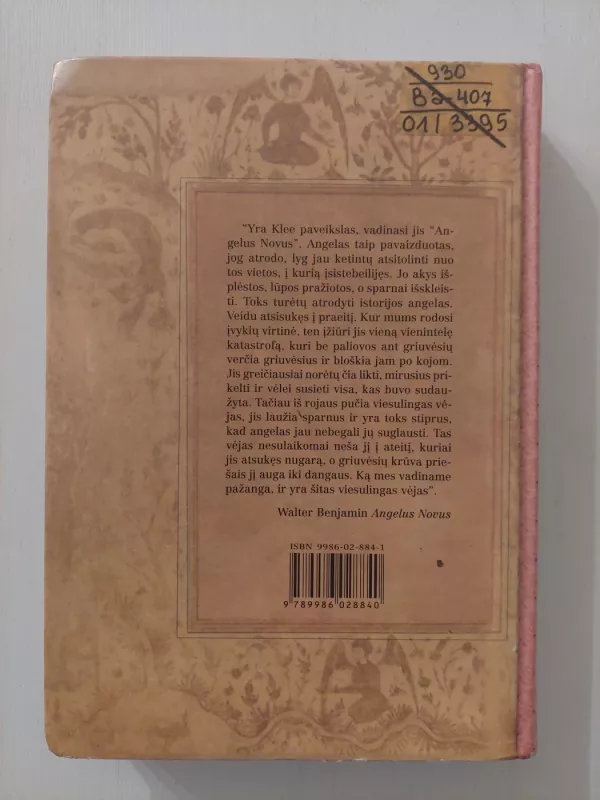 930
Вэ-407
01/3395
“Yra Klee paveikslas, vadinasi jis “An-
gelus Novus”. Angelas taip pavaizduotas,
jog atrodo, lyg jau ketintų atsitolinti nuo
tos vietos, į kurią įsistebeilijęs. Jo akys iš-
plėstos, lūpos pražiotos, o sparnai išskleis-
ti. Toks turėtų atrodyti istorijos angelas.
Veidu atsisukęs į praeitį. Kur mums rodosi
įvykių virtinė, ten įžiūri jis vieną vienintelę
katastrofą, kuri be paliovos ant griuvėsių
verčia griuvėsius ir bloškia jam po kojom.
Jis greičiausiai norėtų čia likti, mirusius pri-
kelti ir vėlei susieti visa, kas buvo sudau-
žyta. Tačiau iš rojaus pučia viesulingas vė-
jas, jis laužia sparnus ir yra toks stiprus,
kad angelas jau nebegali jų suglausti. Tas
vėjas nesulaikomai neša jį į ateitį, kuriai
jis atsukęs nugarą, o griuvėsių krūva prie-
šais jį auga iki dangaus. Ką mes vadiname
pažanga, ir yra šitas viesulingas vėjas”.
Walter Benjamin Angelus Novus
ISBN 9986-02-884-1
9 789986 028840